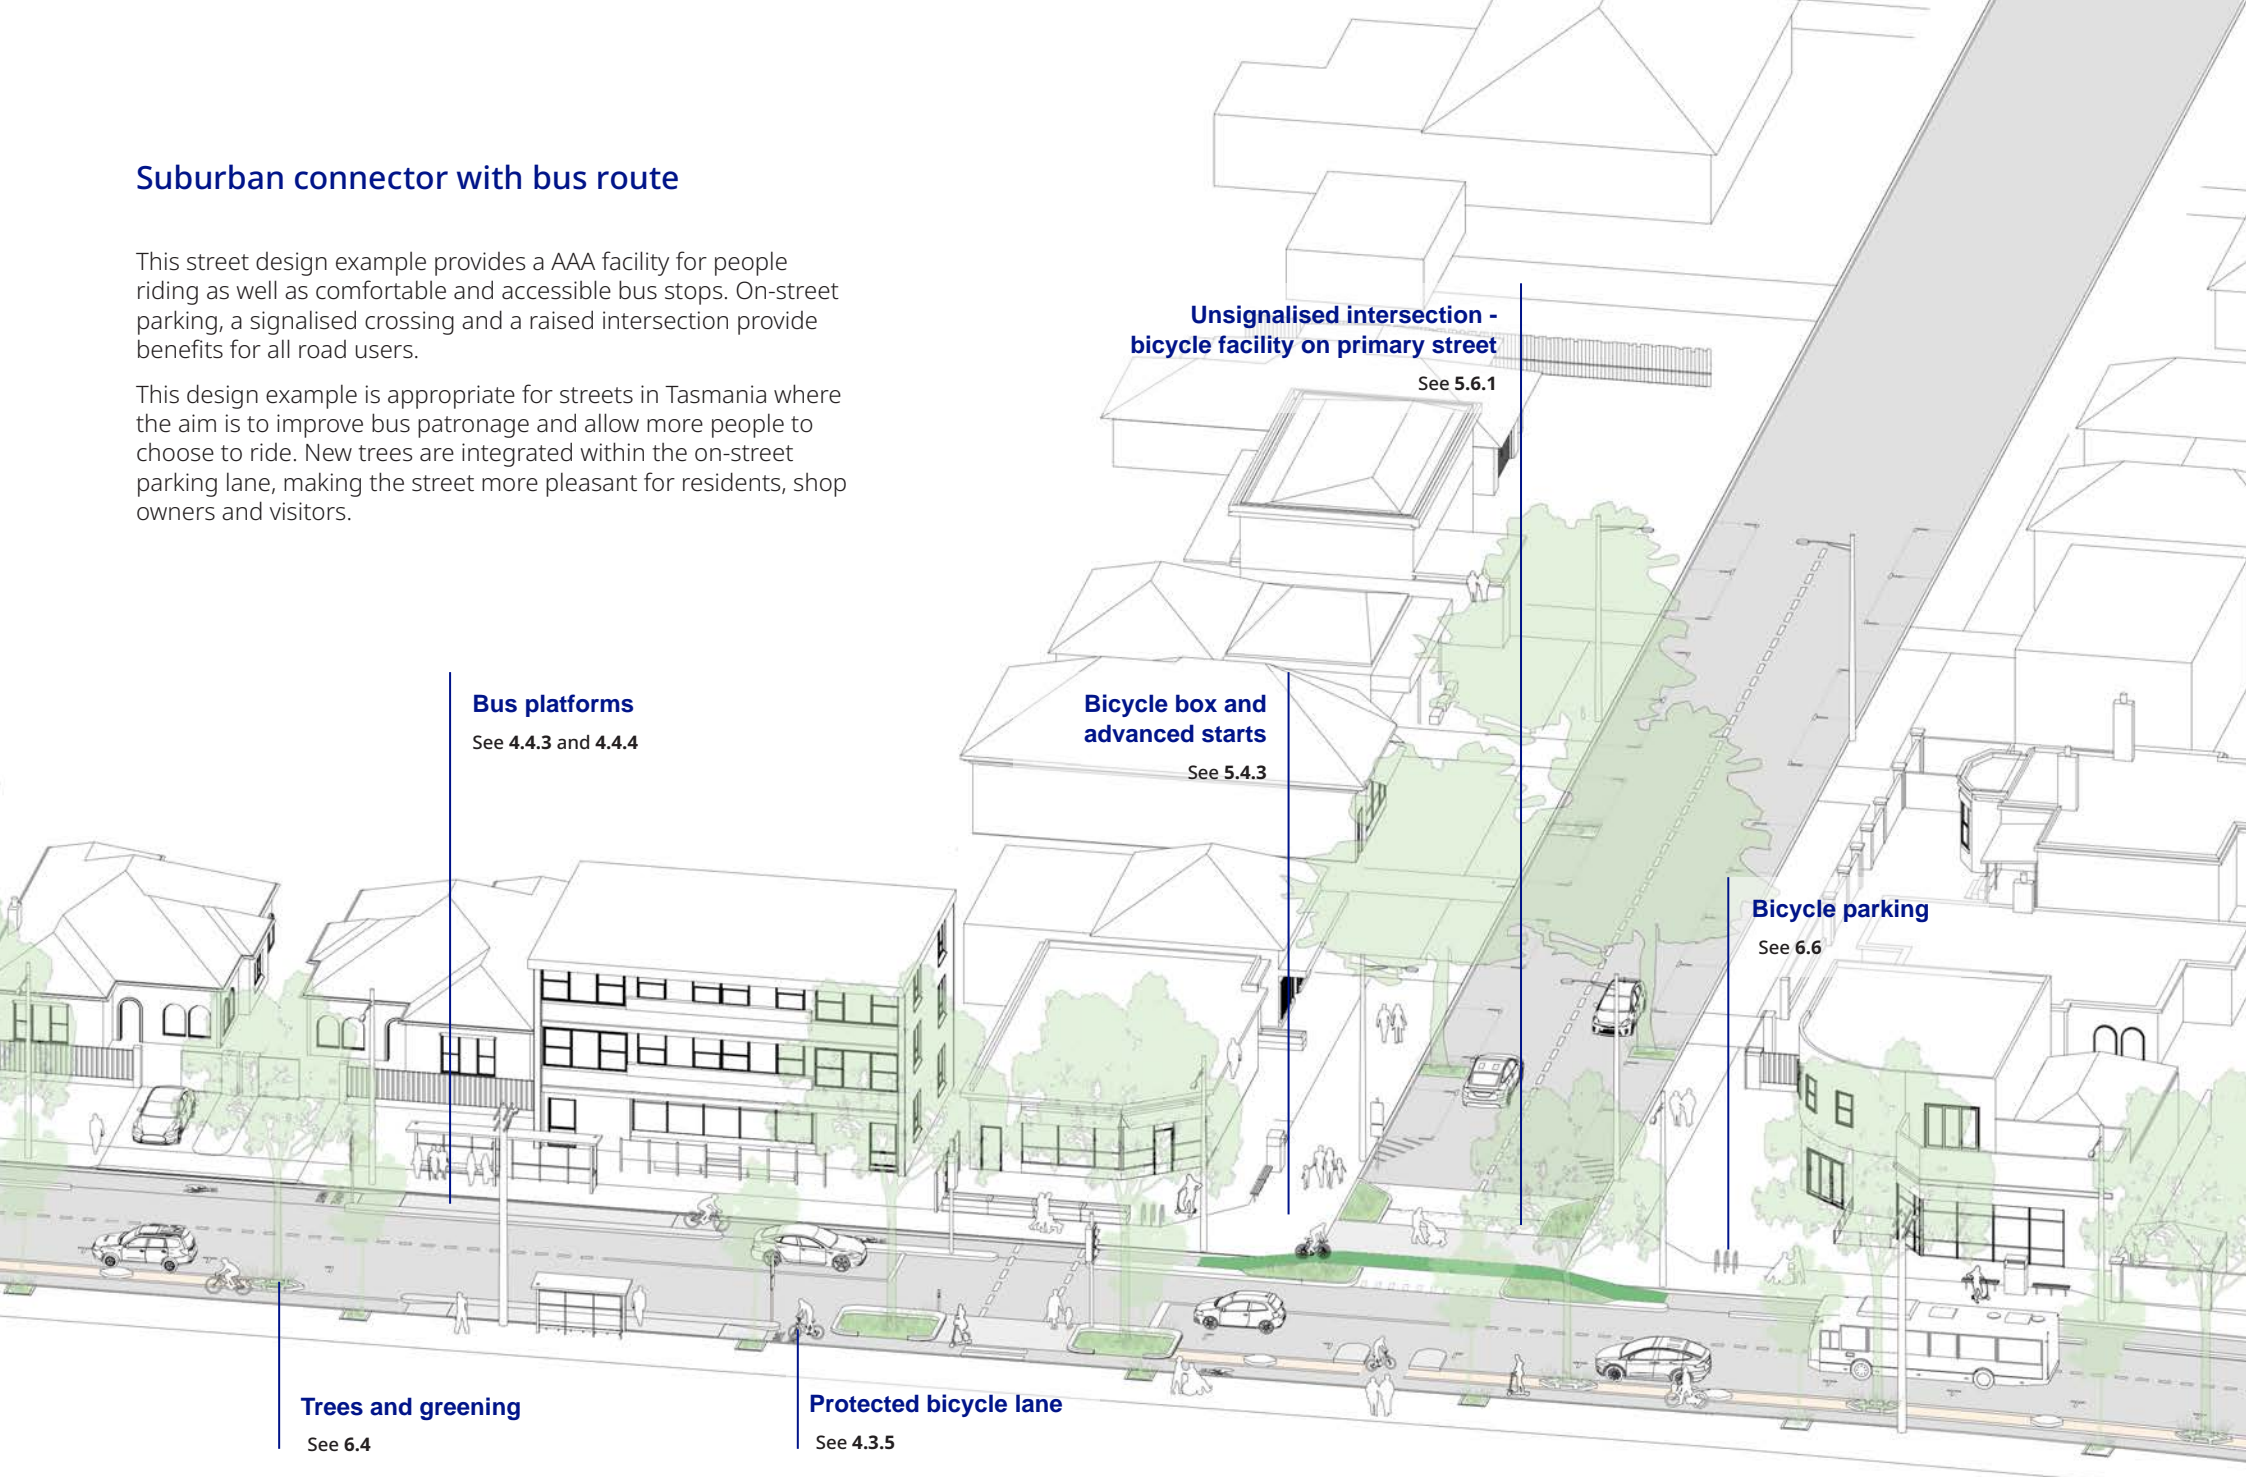 Suburban connector with bus route
This street design example provides a AAA facility for people
riding as well as comfortable and accessible bus stops. On-street
parking, a signalised crossing and a raised intersection provide
benefits for all road users.
This design example is appropriate for streets in Tasmania where
the aim is to improve bus patronage and allow more people to
choose to ride. New trees are integrated within the on-street
parking lane, making the street more pleasant for residents, shop
owners and visitors.
Unsignalised intersection -
bicycle facility on primary street
See 5.6.1
Bus platforms
See 4.4.3 and 4.4.4
Bicycle box and
advanced starts
See 5.4.3
Bicycle parking
See 6.6
Trees and greening
See 6.4
Protected bicycle lane
See 4.3.5